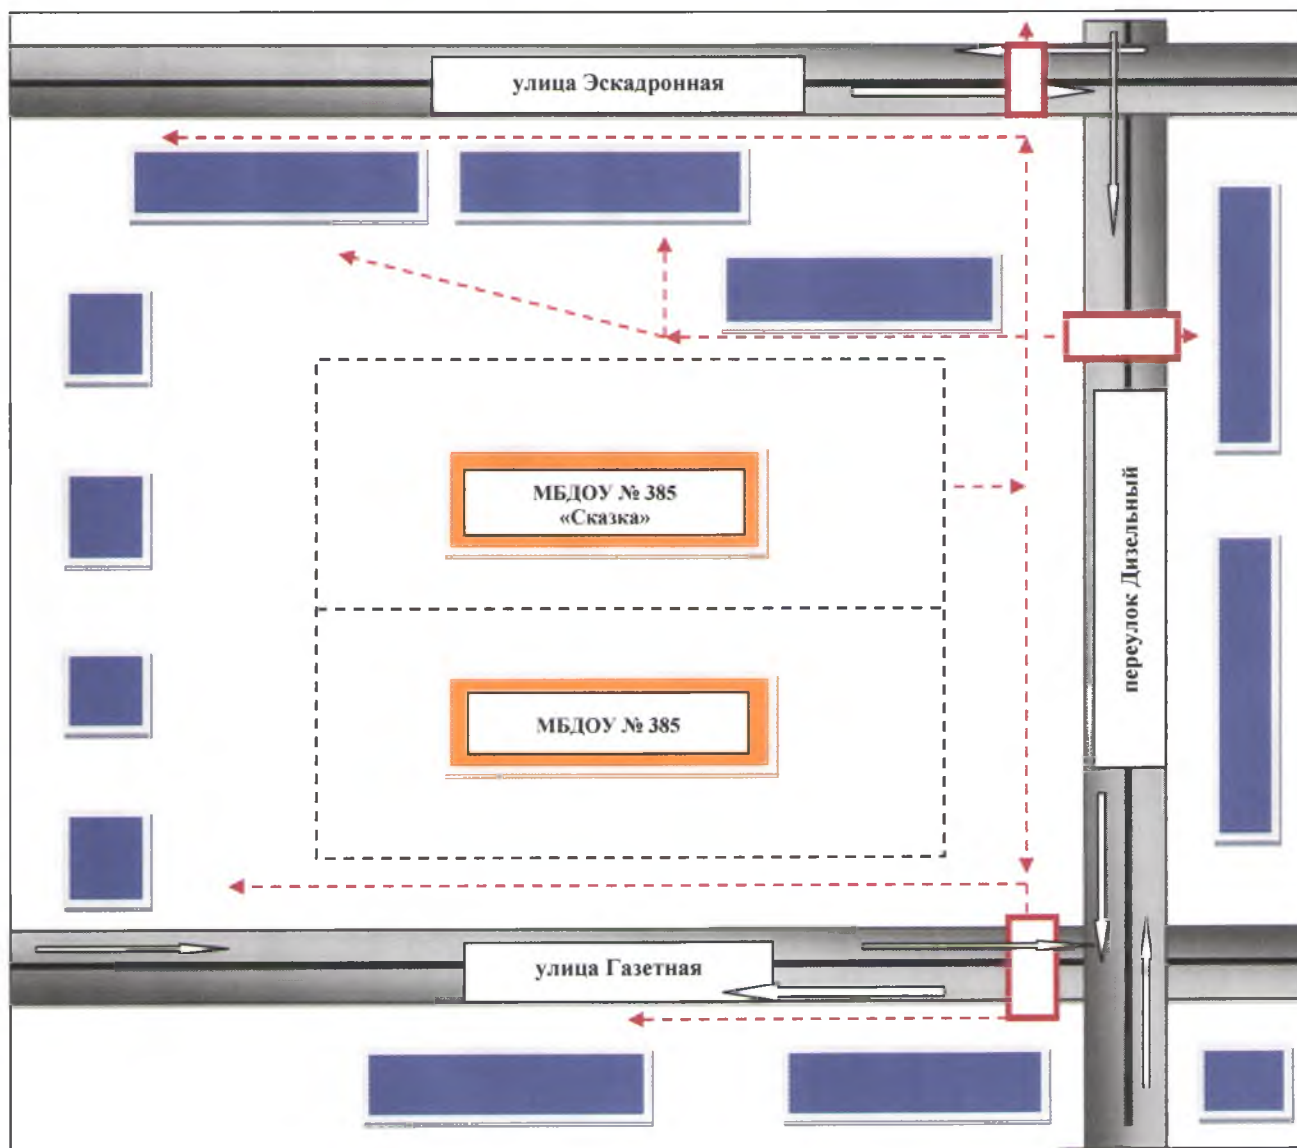 улица Эскадронная
МБДОУ № 385
«Сказка»
переулок Дизельный
МБДОУ № 385
улица Газетная